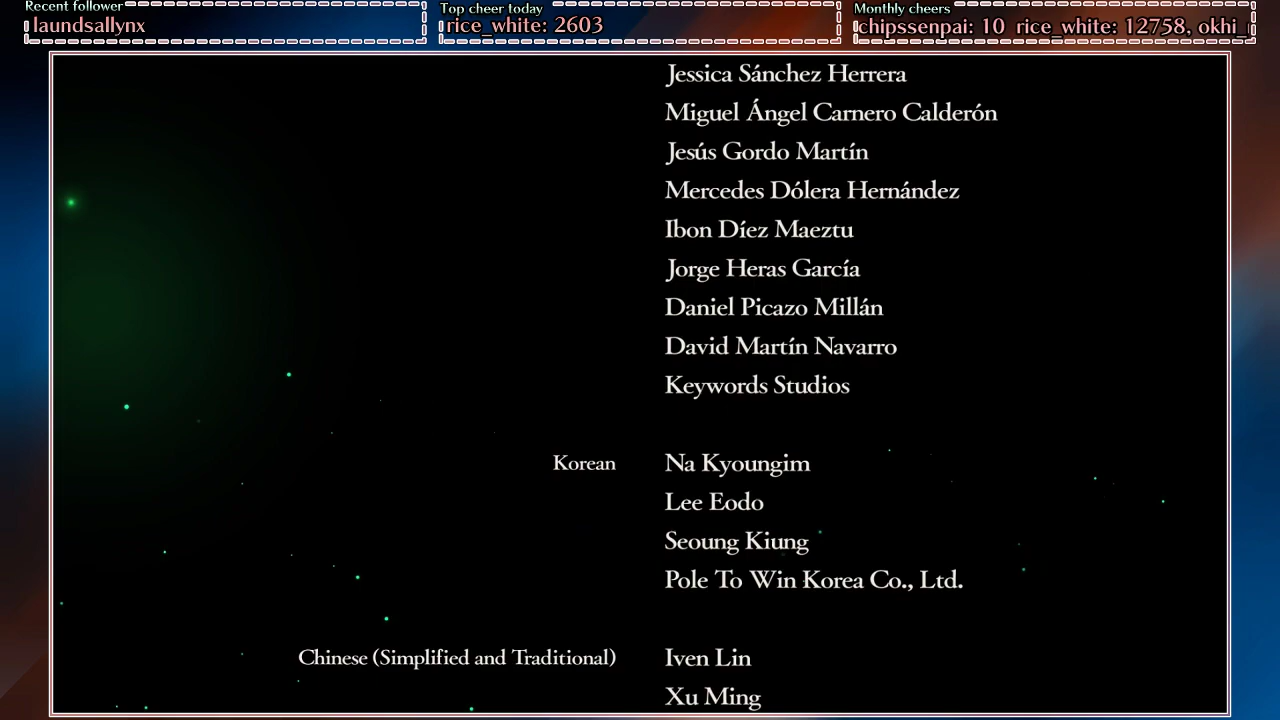 Recent follower
laundsallynx
Top cheer today
rice_white: 2603
Monthly cheers
chipssenpai: 10 rice_white: 12758, okhi_
Jessica Sánchez Herrera
Miguel Ángel Carnero Calderón
Jesús Gordo Martín
Mercedes Dólera Hernández
Ibon Díez Maeztu
Jorge Heras García
Daniel Picazo Millán
David Martín Navarro
Keywords Studios
Korean Na Kyoungim
Lee Eodo
Seoung Kiung
Pole To Win Korea Co., Ltd.
Chinese (Simplified and Traditional) Iven Lin
Xu Ming